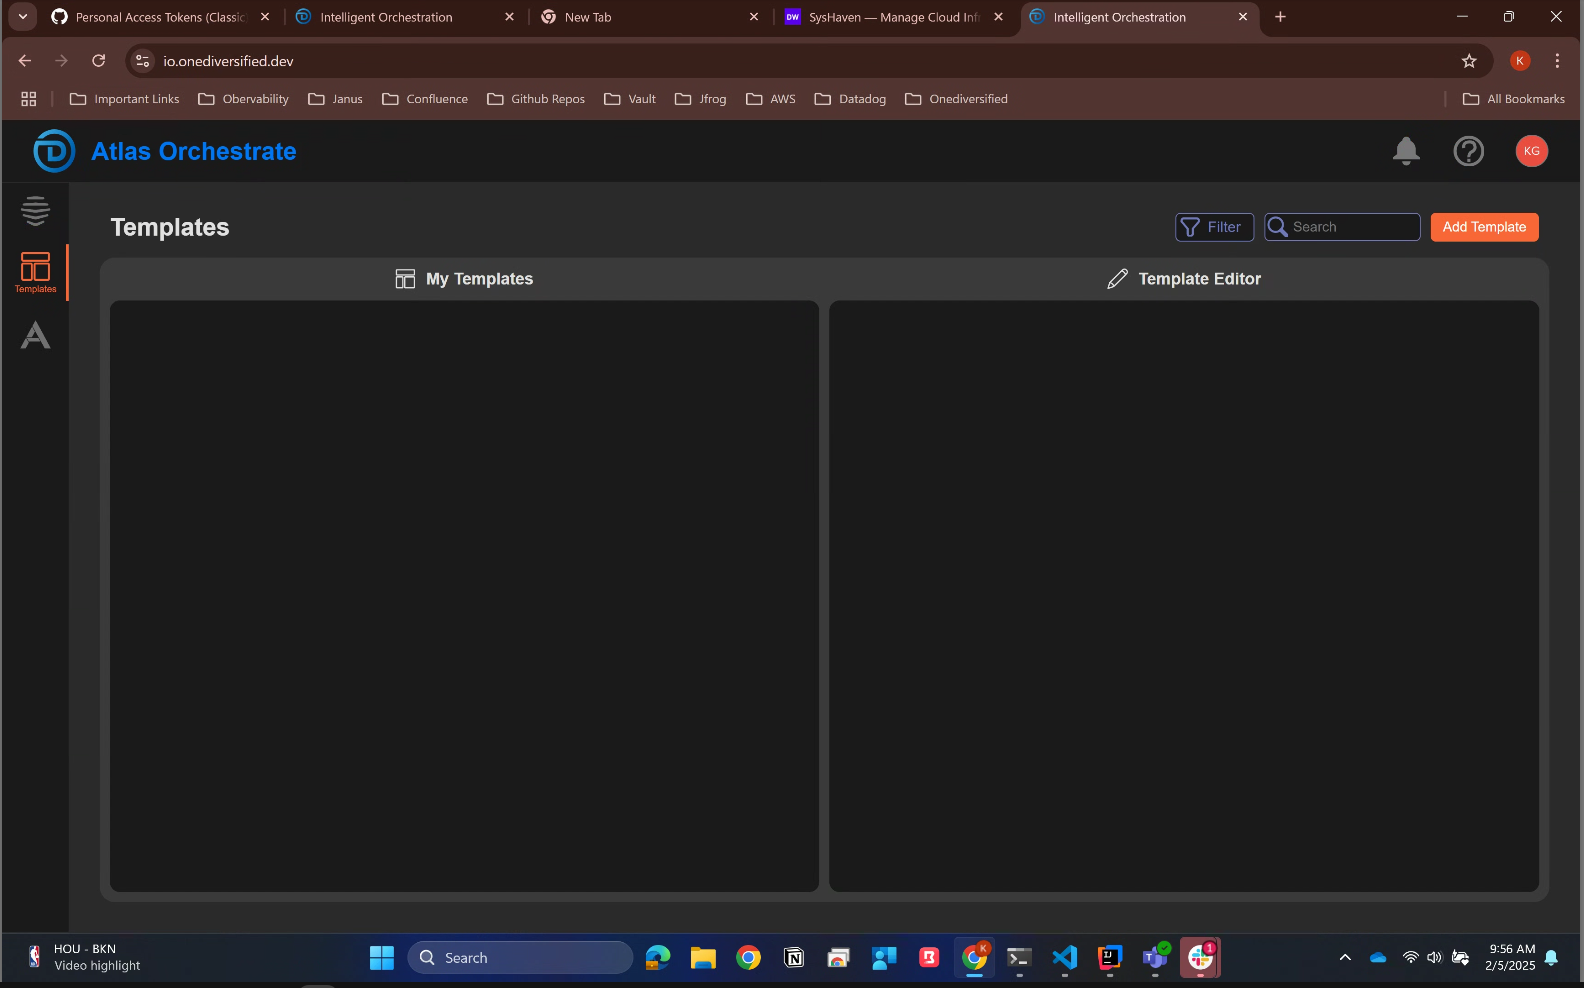 Personal Access Tokens (Classic
Intelligent Orchestration
New Tab
DW
SysHaven — Manage Cloud Infr
Intelligent Orchestration
io.onediversified.dev
K
Important Links
Obervability
Janus
Confluence
Github Repos
Vault
Jfrog
AWS
Datadog
Onediversified
All Bookmarks
Atlas Orchestrate
KG
Templates
Filter
Search
Add Template
Templates
My Templates
Template Editor
HOU - BKN
Video highlight
Search
K
1
9:56 AM
2/5/2025